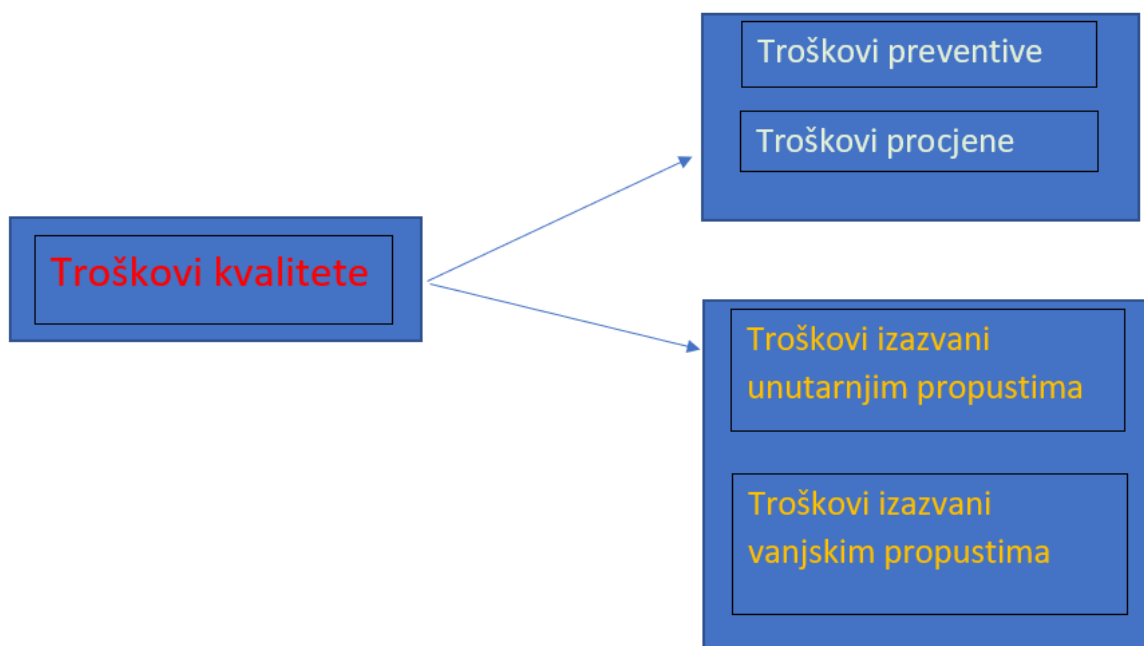 Troškovi preventive
Troškovi procjene
Troškovi kvalitete
Troškovi izazvani
unutarnjim propustima
Troškovi izazvani
vanjskim propustima